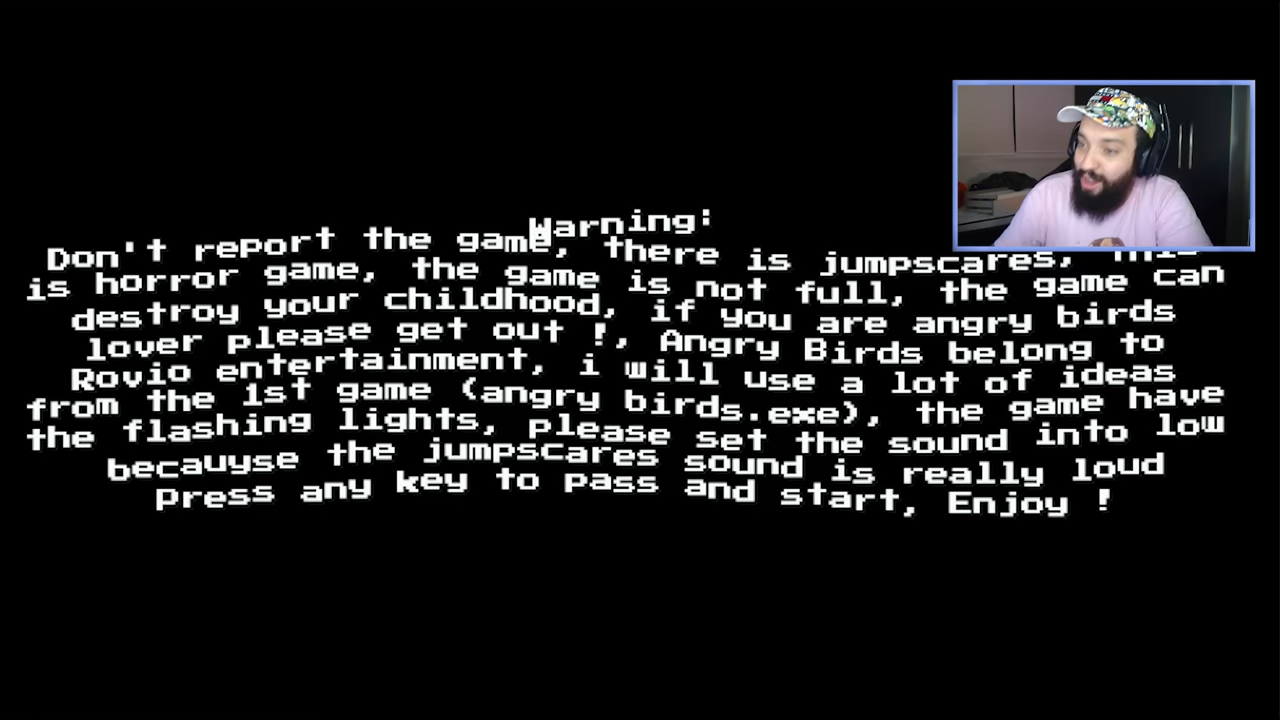 Warning:
Don't report the game, there is jumpscares, this
is horror game, the game is not full, the game can
destroy your childhood, if you are angry birds
lover please get out !, Angry Birds belong to
Rovio entertainment, i will use a lot of ideas
from the 1st game (angry birds.exe), the game have
the flashing lights, please set the sound into low
becauyse the jumpscares sound is really loud
Press any key to pass and start, Enjoy !